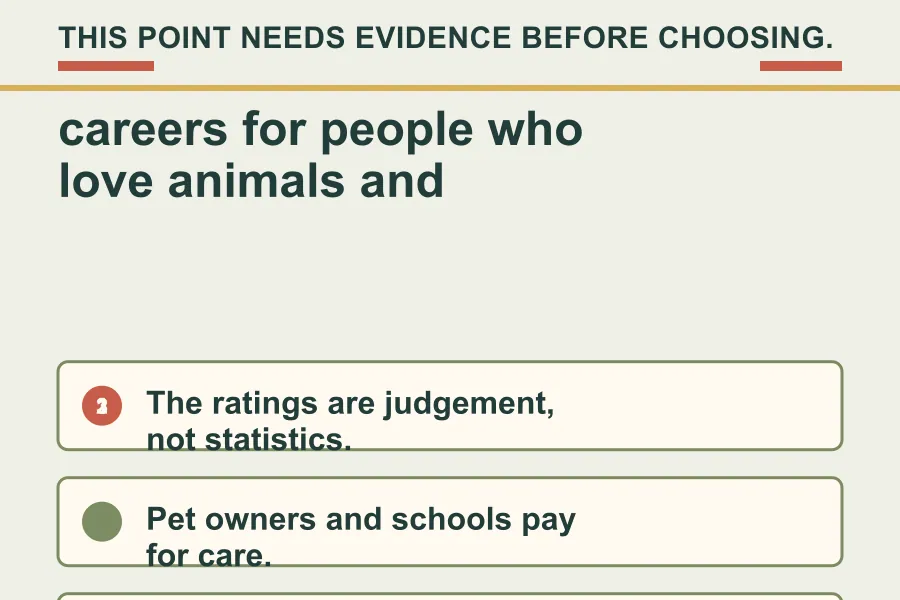 THIS POINT NEEDS EVIDENCE BEFORE CHOOSING.
careers for people who
love animals and
The ratings are judgement,
not statistics.
Pet owners and schools pay
for care.